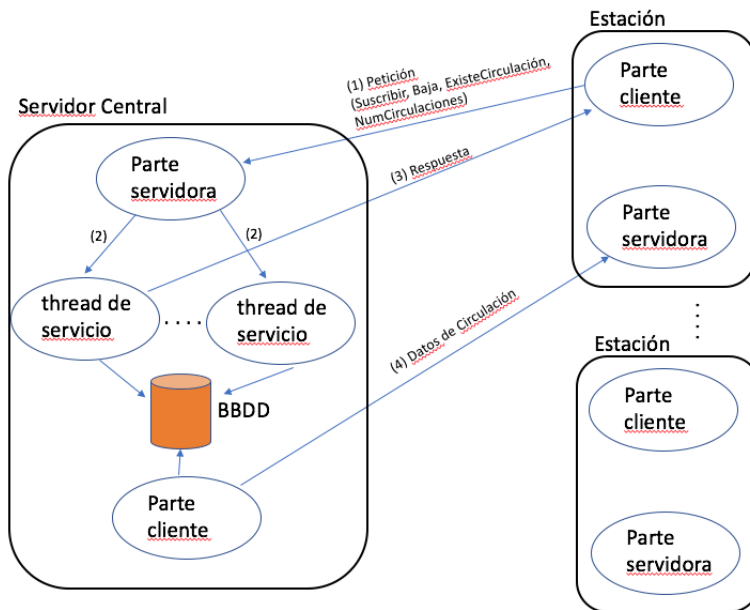 Servidor Central
Parte
servidora
(2)
(2)
thread de
servicio
. . . .
thread de
servicio
BBDD
Parte
cliente
(1) Petición
(Suscribir, Baja, ExisteCirculación,
NumCirculaciones)
(3) Respuesta
(4) Datos de Circulación
Estación
Parte
cliente
Parte
servidora
. . . .
Estación
Parte
cliente
Parte
servidora